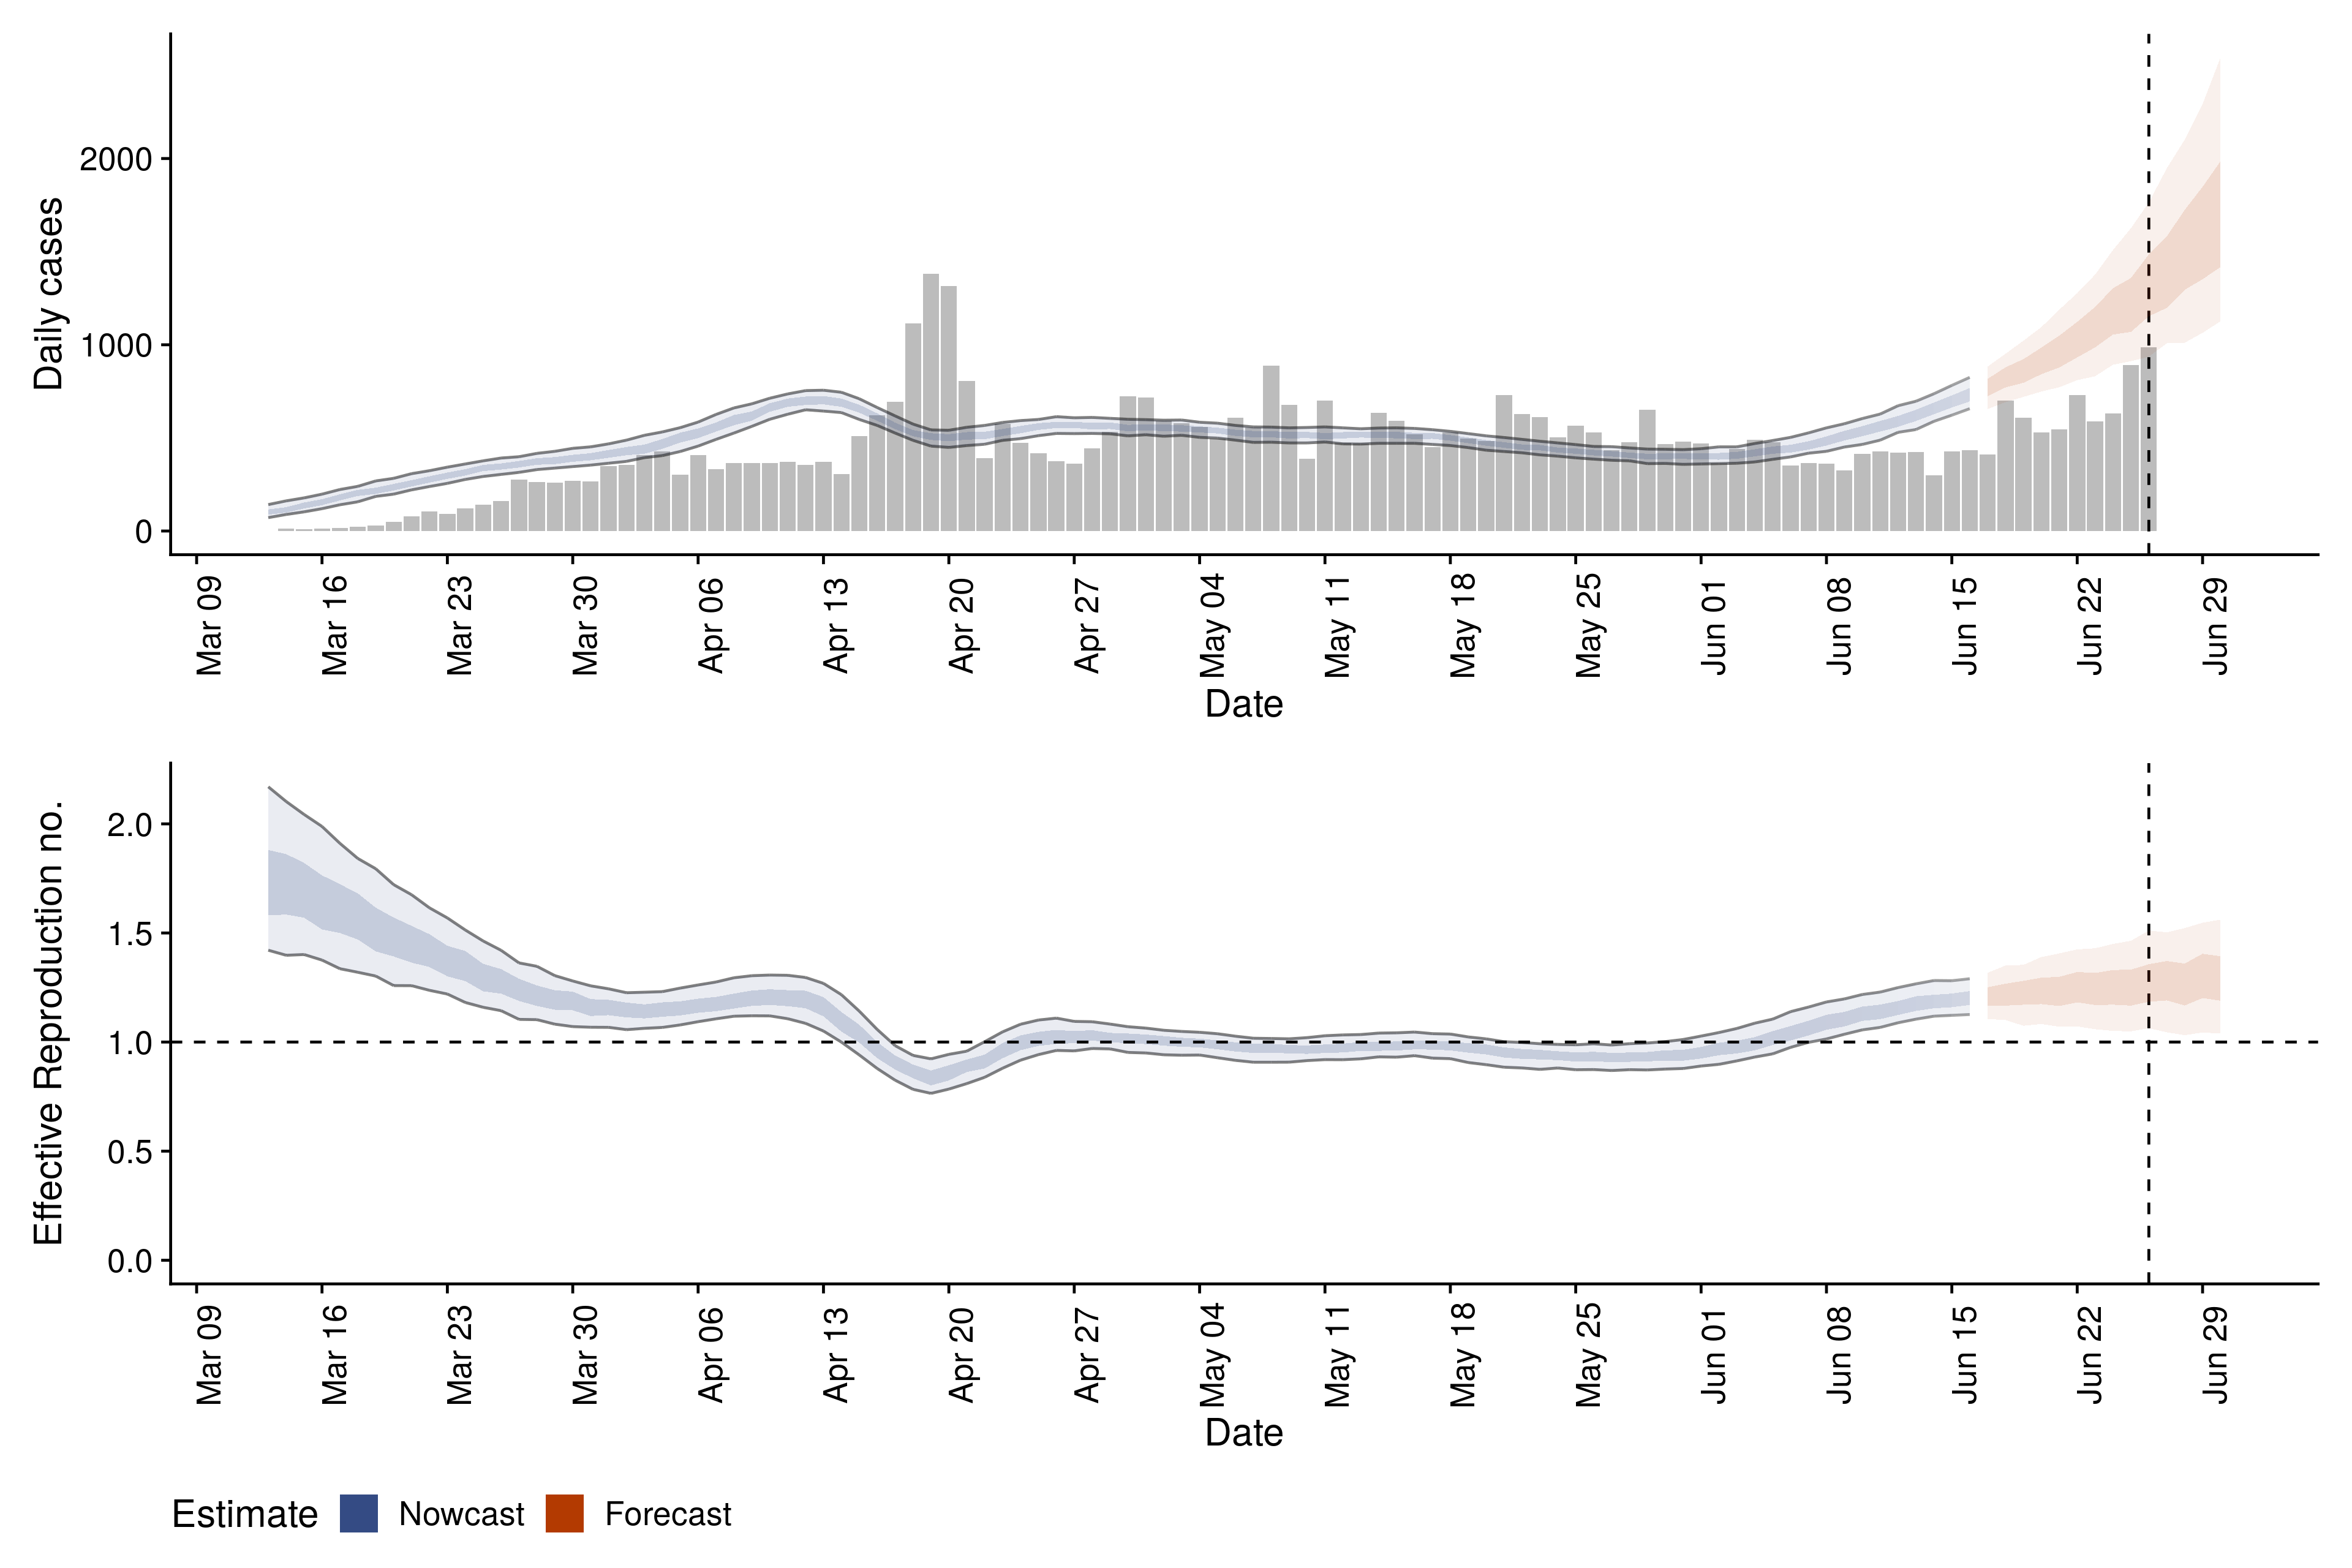 Daily cases
2000
1000
0
Mar 09
Mar 16
Mar 23
Mar 30
Apr 06
Apr 13
Apr 20
Apr 27
May 04
May 11
May 18
May 25
Jun 01
Jun 08
Jun 15
Jun 22
Jun 29
Date
Effective Reproduction no.
2.0
1.5
1.0
0.5
0.0
Mar 09
Mar 16
Mar 23
Mar 30
Apr 06
Apr 13
Apr 20
Apr 27
May 04
May 11
May 18
May 25
Jun 01
Jun 08
Jun 15
Jun 22
Jun 29
Date
Estimate Nowcast Forecast